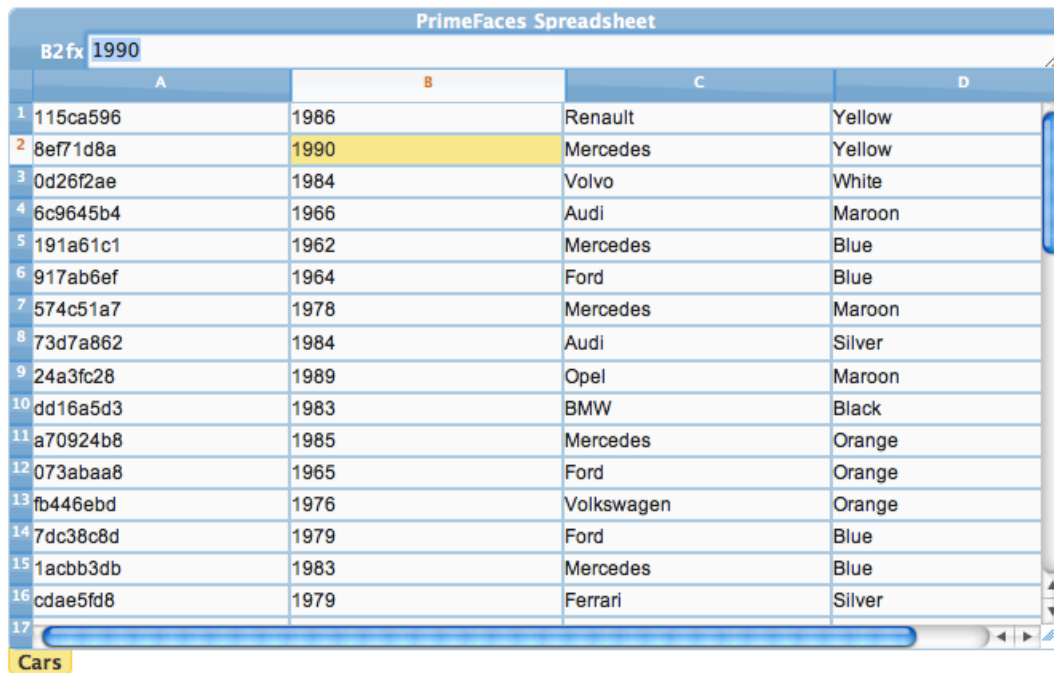 PrimeFaces Spreadsheet
B2 fx 1990
A B C D
1 115ca596 1986 Renault Yellow
2 8ef71d8a 1990 Mercedes Yellow
3 0d26f2ae 1984 Volvo White
4 6c9645b4 1966 Audi Maroon
5 191a61c1 1962 Mercedes Blue
6 917ab6ef 1964 Ford Blue
7 574c51a7 1978 Mercedes Maroon
8 73d7a862 1984 Audi Silver
9 24a3fc28 1989 Opel Maroon
10 dd16a5d3 1983 BMW Black
11 a70924b8 1985 Mercedes Orange
12 073abaa8 1965 Ford Orange
13 fb446ebd 1976 Volkswagen Orange
14 7dc38c8d 1979 Ford Blue
15 1acbb3db 1983 Mercedes Blue
16 cdae5fd8 1979 Ferrari Silver
17
Cars